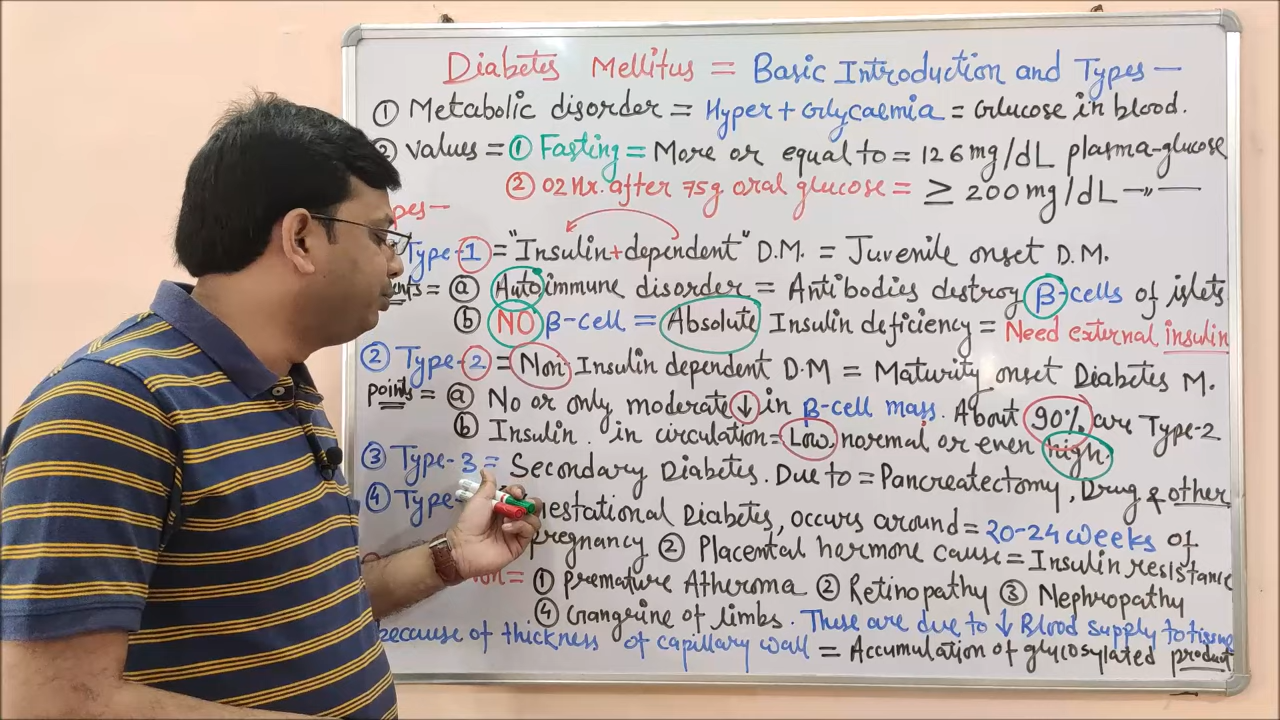 Diabetes Mellitus = Basic Introduction and Types —
① Metabolic disorder = Hyper + Glycaemia = Glucose in blood.
② values = ① Fasting = More or equal to = 126 mg/dL plasma-glucose
② 02 Hr. after 75g oral glucose = ≥ 200 mg/dL —〃—
pes—
Type-1 = "Insulin + dependent" D.M. = Juvenile onset D.M.
nts = ⓐ Autoimmune disorder = Antibodies destroy β-cells of islets
ⓑ NO β-cell = Absolute Insulin deficiency = Need external insulin
② Type-2 = Non Insulin dependent D.M = Maturity onset Diabetes M.
points = ⓐ No or only moderate ↓ in β-cell mass. About 90% are Type-2
ⓑ Insulin in circulation = Low, normal or even high.
③ Type-3 = Secondary Diabetes. Due to = Pancreatectomy, Drug & other
④ Type- estational Diabetes, occurs around = 20-24 weeks of
pregnancy ② Placental hormone cause = Insulin resistance
ion = ① premature Atheroma ② Retinopathy ③ Nephropathy
④ Gangrine of limbs. These are due to ↓ Blood supply to tissue
because of thickness of capillary wall = Accumulation of glycosylated product